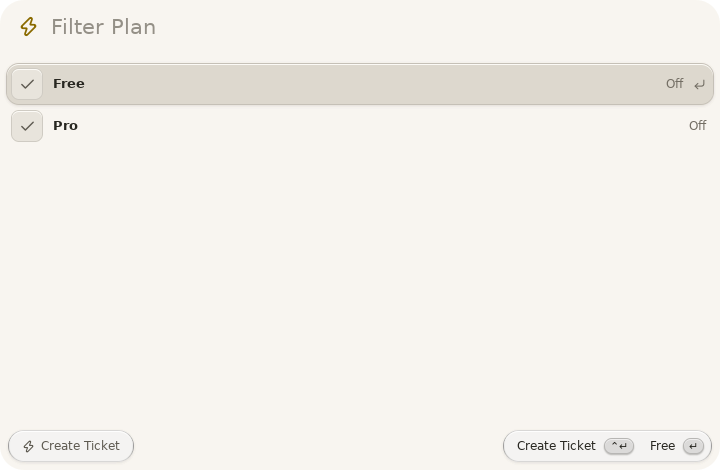 Filter Plan
Free Off ↵
Pro Off
Create Ticket
Create Ticket ^↵ Free ↵